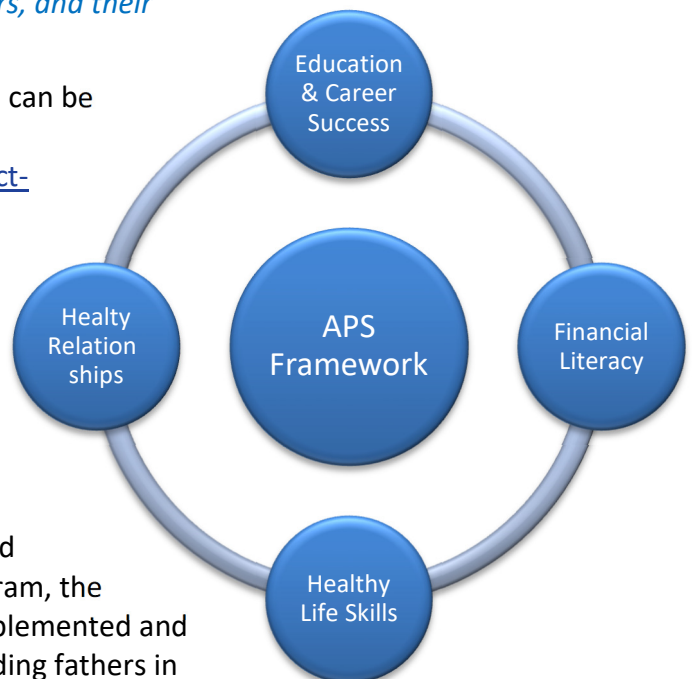 rs, and their
can be
ct-
Education
& Career
Success
Healty
Relation
ships
APS
Framework
Financial
Literacy
Healthy
Life Skills
d
ram, the
plemented and
ding fathers in